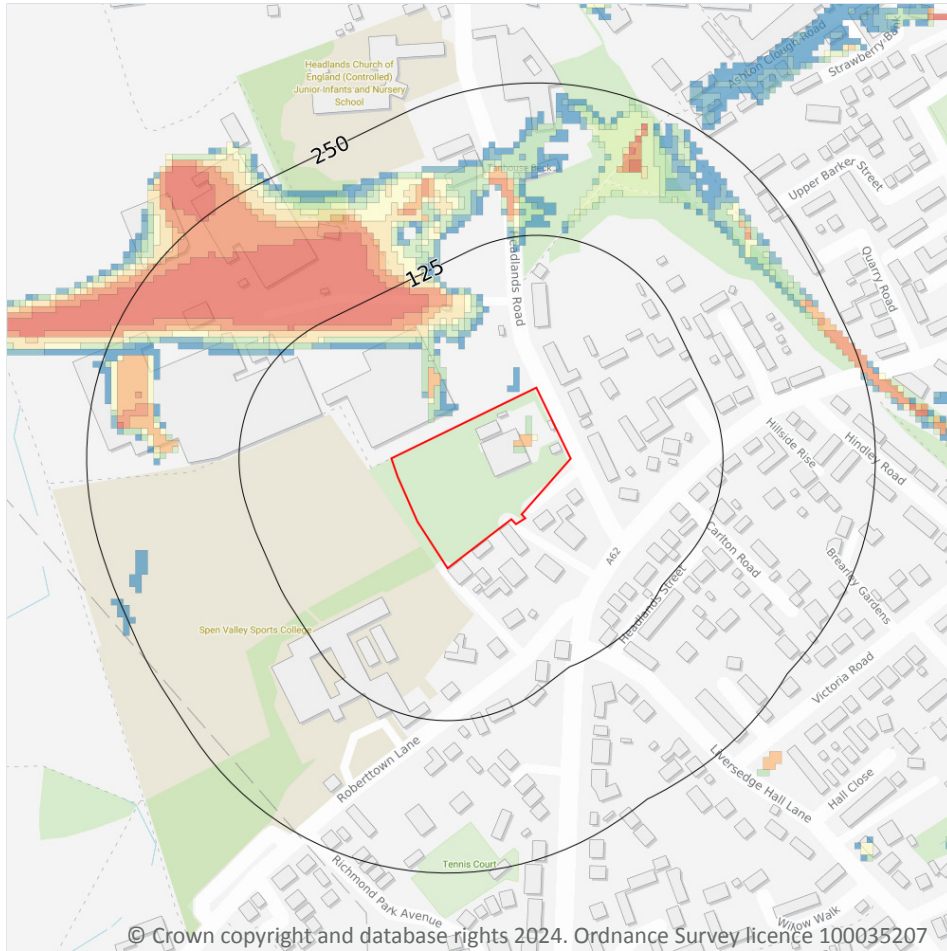 Headlands Church of
England (Controlled)
Junior-Infants and Nursery
School
Ashton Clough Road
Strawberry Bank
250
Upper Barker
Street
Quarry Road
125
Headlands Road
Hillside Rise
Hindley Road
A62
Carlton Road
Headlands Street
Brearley Gardens
Spen Valley Sports College
Victoria Road
Roberttown Lane
Liversedge Hall Lane
Hall Close
Tennis Court
Richmond Park Avenue
Willow Walk
© Crown copyright and database rights 2024. Ordnance Survey licence 100035207